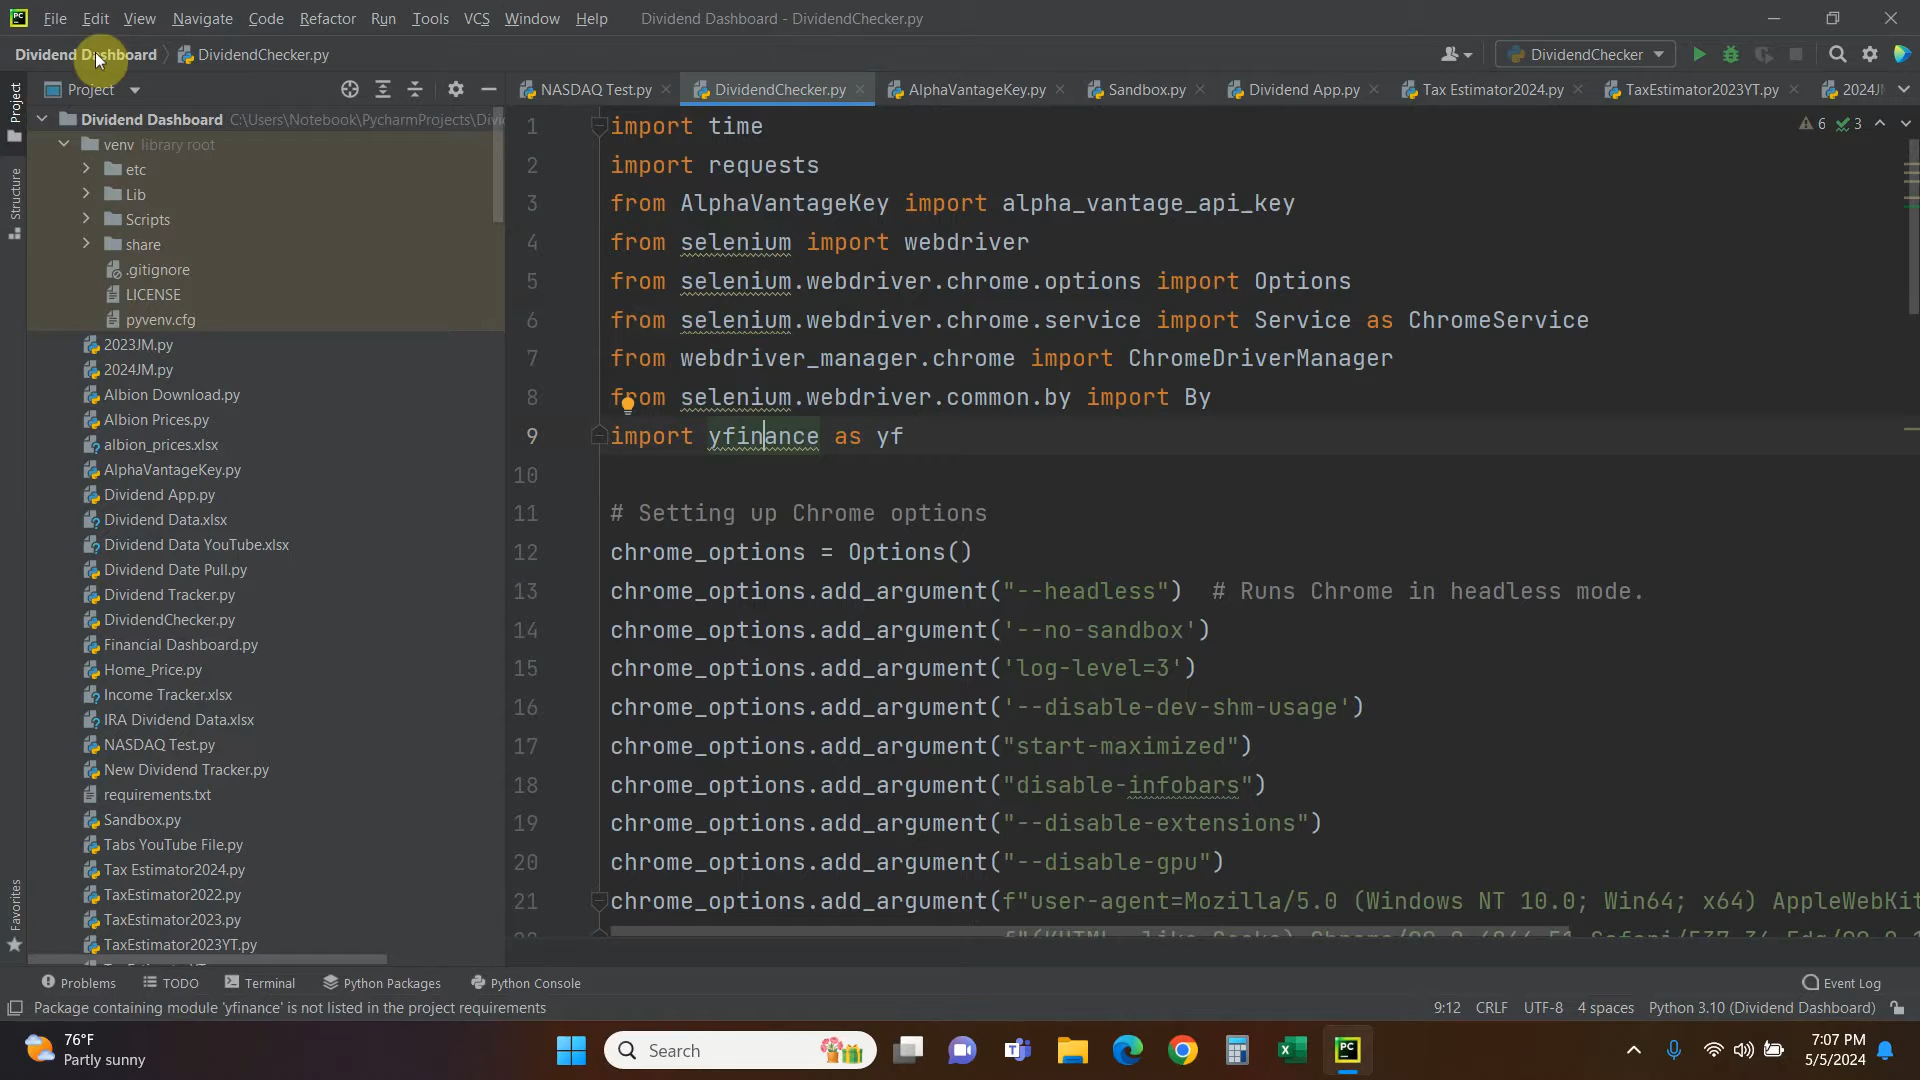 File Edit View Navigate Code Refactor Run Tools VCS Window Help Dividend Dashboard - DividendChecker.py
Dividend Dashboard DividendChecker.py DividendChecker
Project
NASDAQ Test.py DividendChecker.py AlphaVantageKey.py Sandbox.py Dividend App.py Tax Estimator2024.py TaxEstimator2023YT.py 2024J
Project
Structure
Favorites
Dividend Dashboard C:\Users\Notebook\PycharmProjects\Divi
venv library root
etc
Lib
Scripts
share
.gitignore
LICENSE
pyvenv.cfg
2023JM.py
2024JM.py
Albion Download.py
Albion Prices.py
albion_prices.xlsx
AlphaVantageKey.py
Dividend App.py
Dividend Data.xlsx
Dividend Data YouTube.xlsx
Dividend Date Pull.py
Dividend Tracker.py
DividendChecker.py
Financial Dashboard.py
Home_Price.py
Income Tracker.xlsx
IRA Dividend Data.xlsx
NASDAQ Test.py
New Dividend Tracker.py
requirements.txt
Sandbox.py
Tabs YouTube File.py
Tax Estimator2024.py
TaxEstimator2022.py
TaxEstimator2023.py
TaxEstimator2023YT.py
6 3
1 import time
2 import requests
3 from AlphaVantageKey import alpha_vantage_api_key
4 from selenium import webdriver
5 from selenium.webdriver.chrome.options import Options
6 from selenium.webdriver.chrome.service import Service as ChromeService
7 from webdriver_manager.chrome import ChromeDriverManager
8 from selenium.webdriver.common.by import By
9 import yfinance as yf
10
11 # Setting up Chrome options
12 chrome_options = Options()
13 chrome_options.add_argument("--headless") # Runs Chrome in headless mode.
14 chrome_options.add_argument('--no-sandbox')
15 chrome_options.add_argument('log-level=3')
16 chrome_options.add_argument('--disable-dev-shm-usage')
17 chrome_options.add_argument("start-maximized")
18 chrome_options.add_argument("disable-infobars")
19 chrome_options.add_argument("--disable-extensions")
20 chrome_options.add_argument("--disable-gpu")
21 chrome_options.add_argument(f"user-agent=Mozilla/5.0 (Windows NT 10.0; Win64; x64) AppleWebKit
Problems TODO Terminal Python Packages Python Console Event Log
Package containing module 'yfinance' is not listed in the project requirements 9:12 CRLF UTF-8 4 spaces Python 3.10 (Dividend Dashboard)
76°F
Partly sunny
Search
7:07 PM
5/5/2024